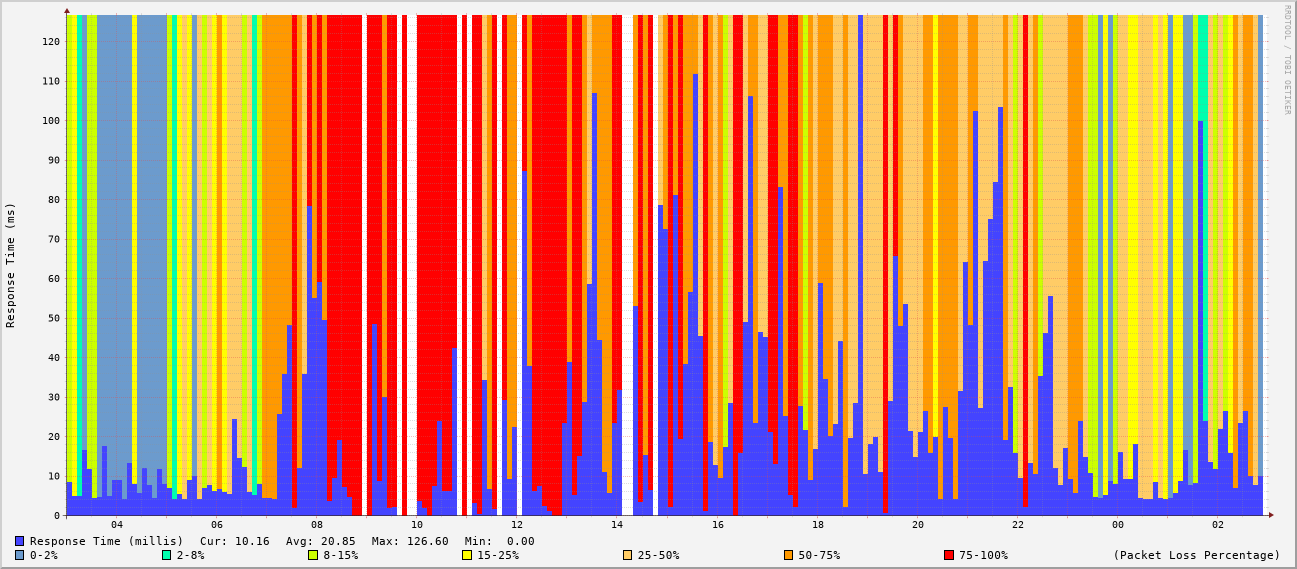 RRDTOOL / TOBI OETIKER
Response Time (ms)
120
110
100
90
80
70
60
50
40
30
20
10
0
04 06 08 10 12 14 16 18 20 22 00 02
Response Time (millis) Cur: 10.16 Avg: 20.85 Max: 126.60 Min: 0.00
0-2% 2-8% 8-15% 15-25% 25-50% 50-75% 75-100% (Packet Loss Percentage)